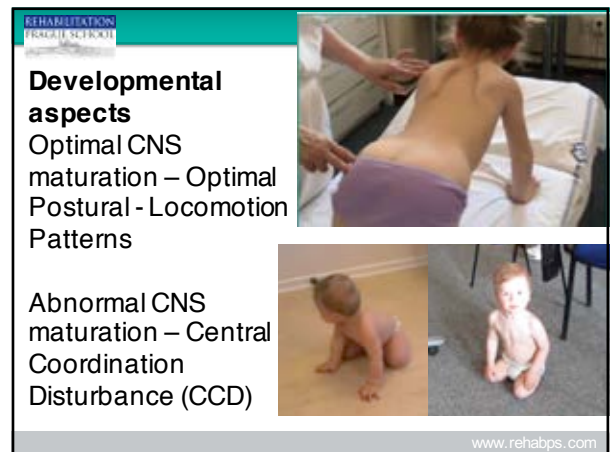 REHABILITATION
PRAGUE SCHOOL
Developmental
aspects
Optimal CNS
maturation – Optimal
Postural - Locomotion
Patterns
Abnormal CNS
maturation – Central
Coordination
Disturbance (CCD)
www.rehabps.com